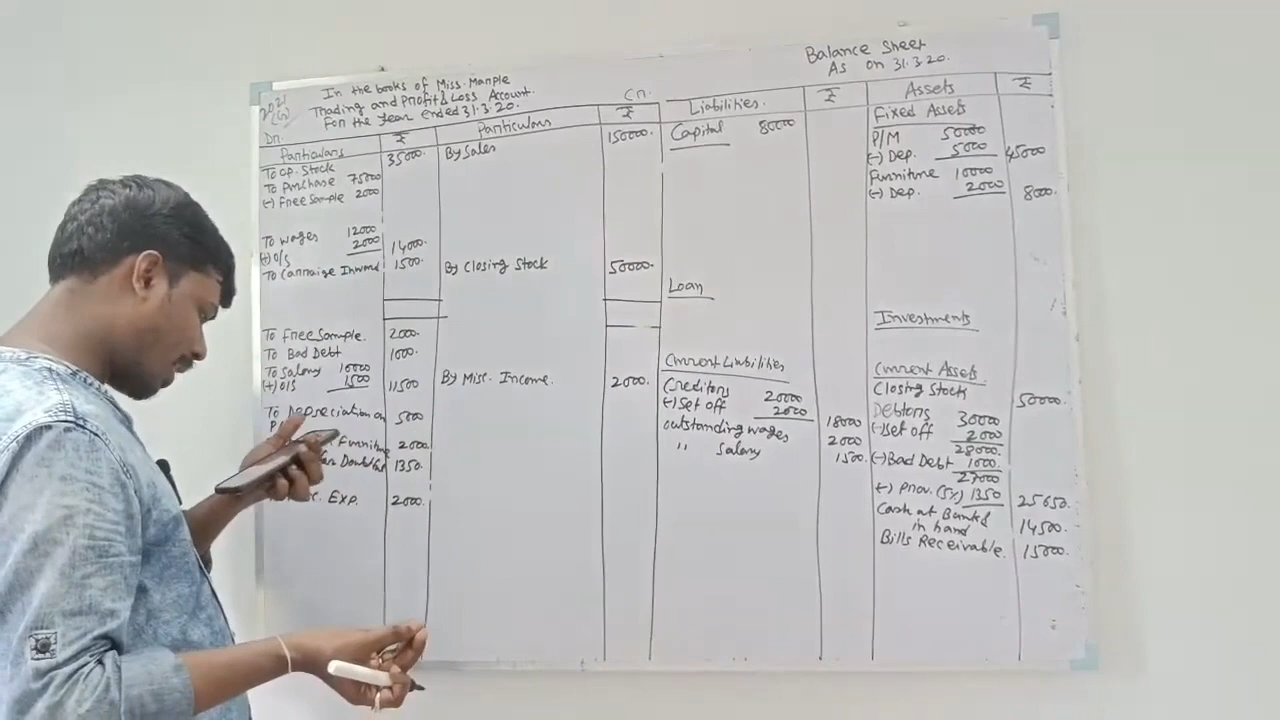 2021
(G)
In the books of Miss. Maple
Trading and Profit & Loss Account.
For the Year ended 31.3.20.
Dr.
Cr.
Particulars ₹ Particulars ₹
To op. Stock 35000. By Sales 150000.
To Purchase 75000
(-) Free Sample 2000
To wages 12000
(+) O/s 2000 14000.
To Carriage Inward 1500. By Closing Stock 50000.
To Free Sample. 2000.
To Bad Debt 1000.
To Salary 10000
(+) O/s 1500 11500 By Misc. Income. 2000.
To Depreciation on
P 5000
Furniture 2000.
Doubtful 1350.
Exp. 2000.
Balance Sheet
As on 31.3.20.
Liabilities. ₹ Assets ₹
Capital 80000
Loan
Current Liabilities
Creditors 20000
(-) Set off 2000 18000
outstanding wages 2000
" Salary 1500.
Fixed Assets
P/M 50000
(-) Dep. 5000 45000
Furniture 10000
(-) Dep. 2000 8000.
Investments
Current Assets.
Closing Stock 50000.
Debtors 30000
(-) Set off 2000
28000.
(-) Bad Debt 1000.
27000
(-) Prov. (5%) 1350 25650.
Cash at Bank &
in hand 14500.
Bills Receivable. 15000.